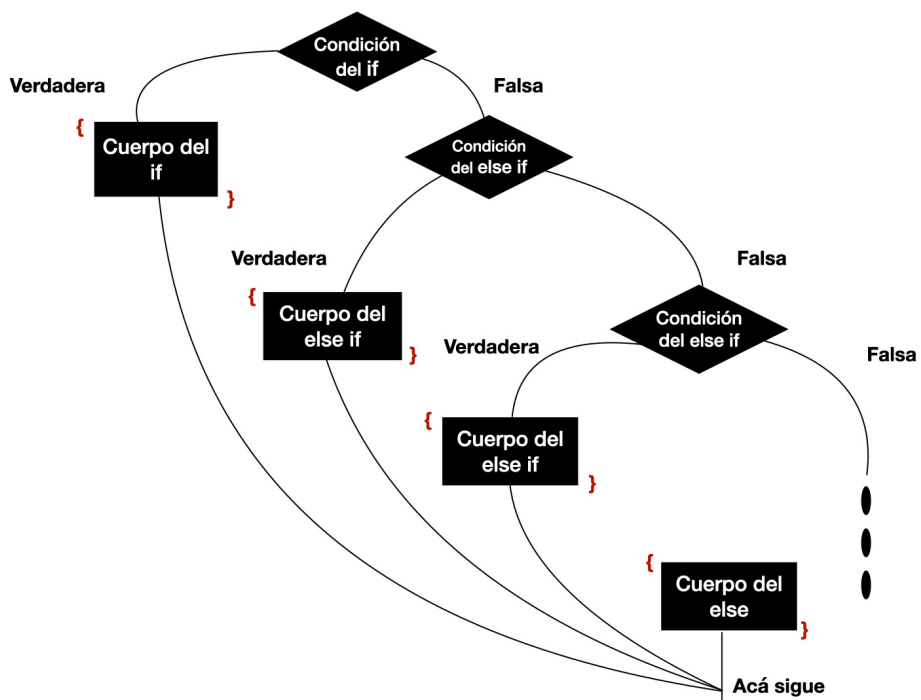 Condición
del if
Verdadera
Falsa
{
Cuerpo del
if
}
Condición
del else if
Verdadera
Falsa
{
Cuerpo del
else if
}
Condición
del else if
Verdadera
Falsa
{
Cuerpo del
else if
}
{
Cuerpo del
else
}
Acá sigue